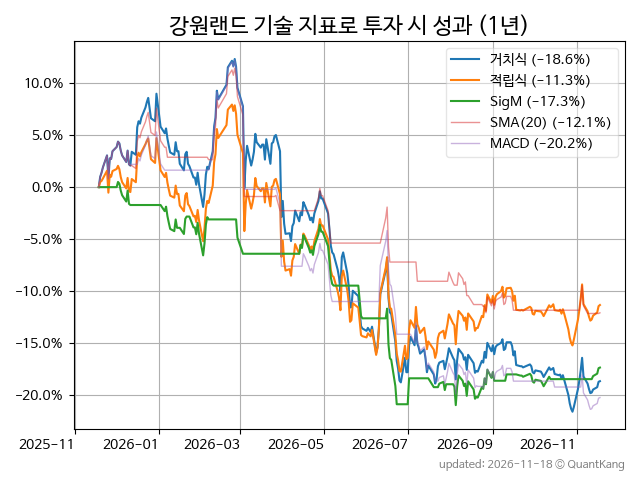 강원랜드 기술 지표로 투자 시 성과 (1년)
거치식 (−18.6%)
적립식 (−11.3%)
SigM (−17.3%)
SMA(20) (−12.1%)
MACD (−20.2%)
10.0%
5.0%
0.0%
−5.0%
−10.0%
−15.0%
−20.0%
2025-11 2026-01 2026-03 2026-05 2026-07 2026-09 2026-11
updated: 2026-11-18 © QuantKang